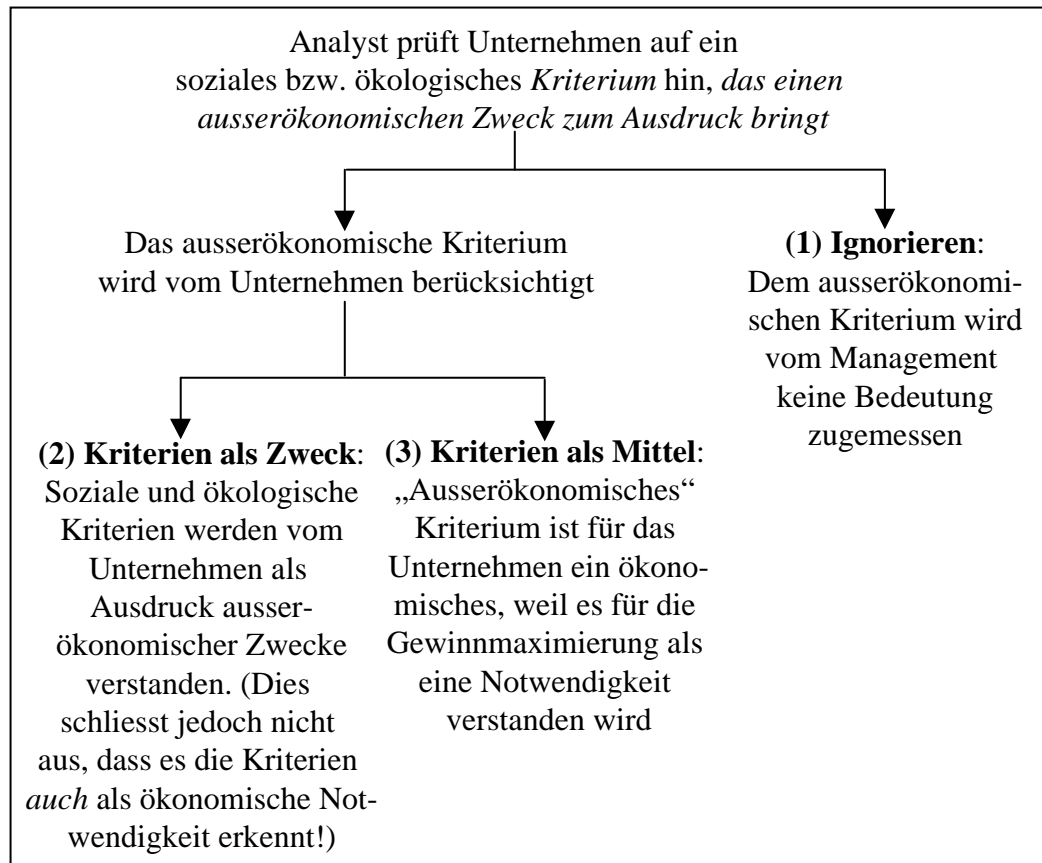 Analyst prüft Unternehmen auf ein
soziales bzw. ökologisches Kriterium hin, das einen
ausserökonomischen Zweck zum Ausdruck bringt
Das ausserökonomische Kriterium
wird vom Unternehmen berücksichtigt
(1) Ignorieren:
Dem ausserökonomi-
schen Kriterium wird
vom Management
keine Bedeutung
zugemessen
(2) Kriterien als Zweck:
Soziale und ökologische
Kriterien werden vom
Unternehmen als
Ausdruck ausser-
ökonomischer Zwecke
verstanden. (Dies
schliesst jedoch nicht
aus, dass es die Kriterien
auch als ökonomische Not-
wendigkeit erkennt!)
(3) Kriterien als Mittel:
„Ausserökonomisches“
Kriterium ist für das
Unternehmen ein ökono-
misches, weil es für die
Gewinnmaximierung als
eine Notwendigkeit
verstanden wird